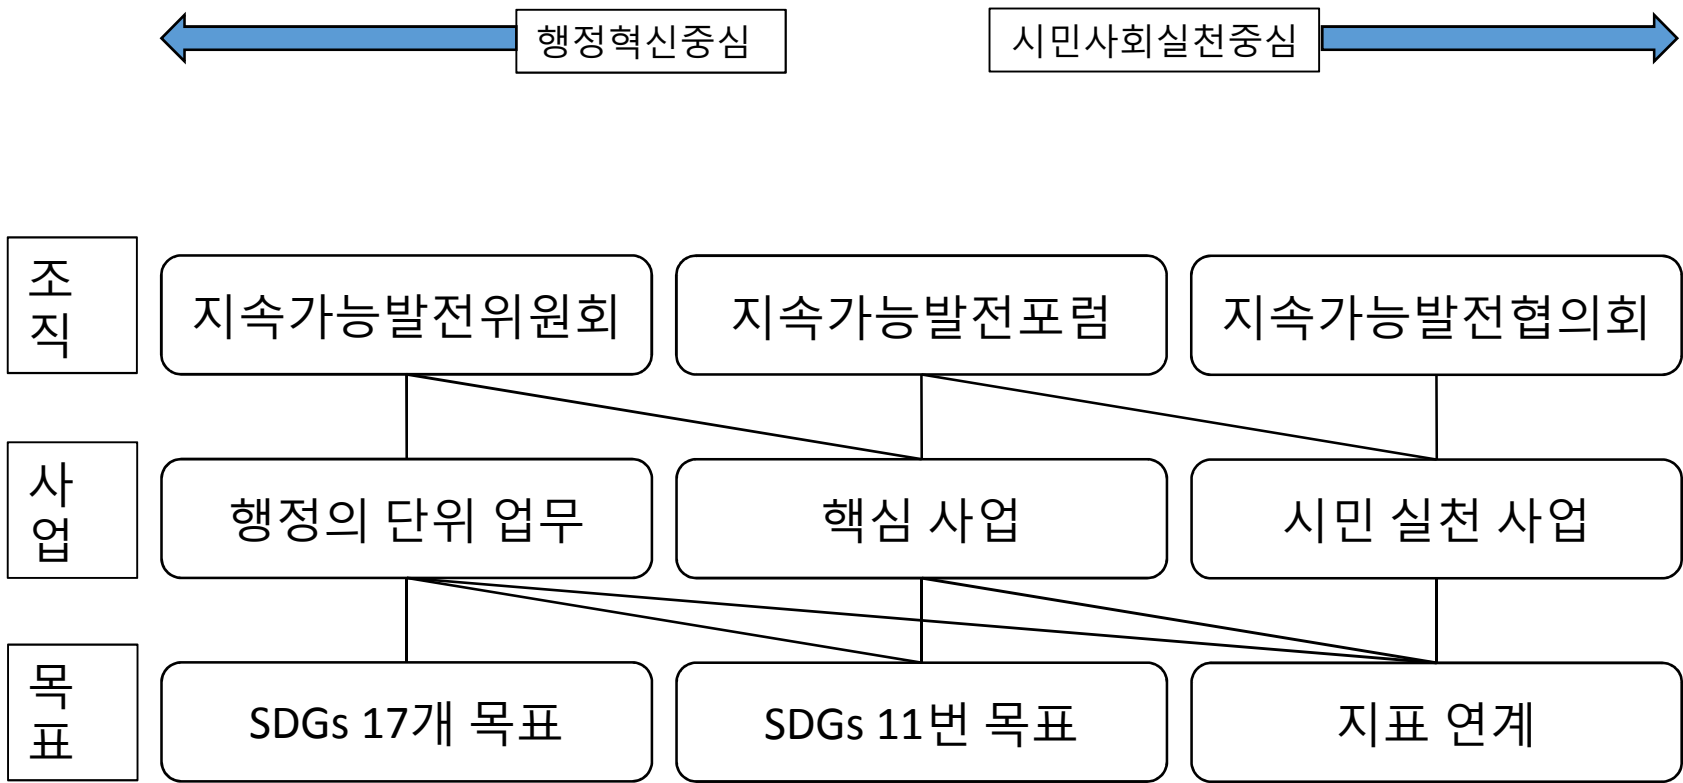 행정혁신중심
시민사회실천중심
조
직
지속가능발전위원회
지속가능발전포럼
지속가능발전협의회
사
업
행정의 단위 업무
핵심 사업
시민 실천 사업
목
표
SDGs 17개 목표
SDGs 11번 목표
지표 연계